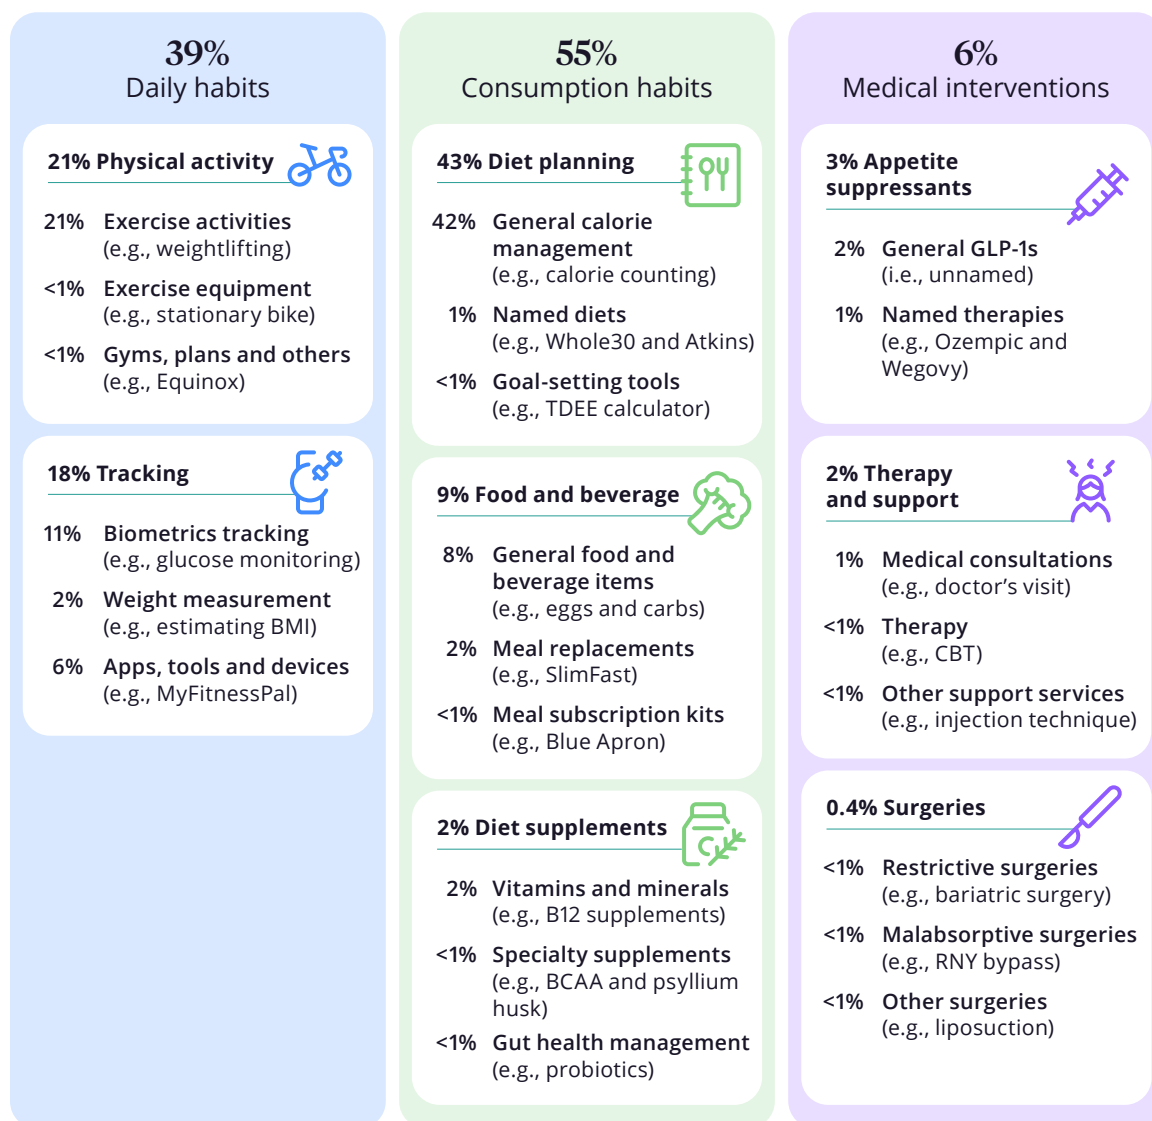 39%
Daily habits
21% Physical activity
21% Exercise activities
(e.g., weightlifting)
<1% Exercise equipment
(e.g., stationary bike)
<1% Gyms, plans and others
(e.g., Equinox)
18% Tracking
11% Biometrics tracking
(e.g., glucose monitoring)
2% Weight measurement
(e.g., estimating BMI)
6% Apps, tools and devices
(e.g., MyFitnessPal)
55%
Consumption habits
43% Diet planning
42% General calorie
management
(e.g., calorie counting)
1% Named diets
(e.g., Whole30 and Atkins)
<1% Goal-setting tools
(e.g., TDEE calculator)
9% Food and beverage
8% General food and
beverage items
(e.g., eggs and carbs)
2% Meal replacements
(e.g., SlimFast)
<1% Meal subscription kits
(e.g., Blue Apron)
2% Diet supplements
2% Vitamins and minerals
(e.g., B12 supplements)
<1% Specialty supplements
(e.g., BCAA and psyllium
husk)
<1% Gut health management
(e.g., probiotics)
6%
Medical interventions
3% Appetite
suppressants
2% General GLP-1s
(i.e., unnamed)
1% Named therapies
(e.g., Ozempic and
Wegovy)
2% Therapy
and support
1% Medical consultations
(e.g., doctor’s visit)
<1% Therapy
(e.g., CBT)
<1% Other support services
(e.g., injection technique)
0.4% Surgeries
<1% Restrictive surgeries
(e.g., bariatric surgery)
<1% Malabsorptive surgeries
(e.g., RNY bypass)
<1% Other surgeries
(e.g., liposuction)